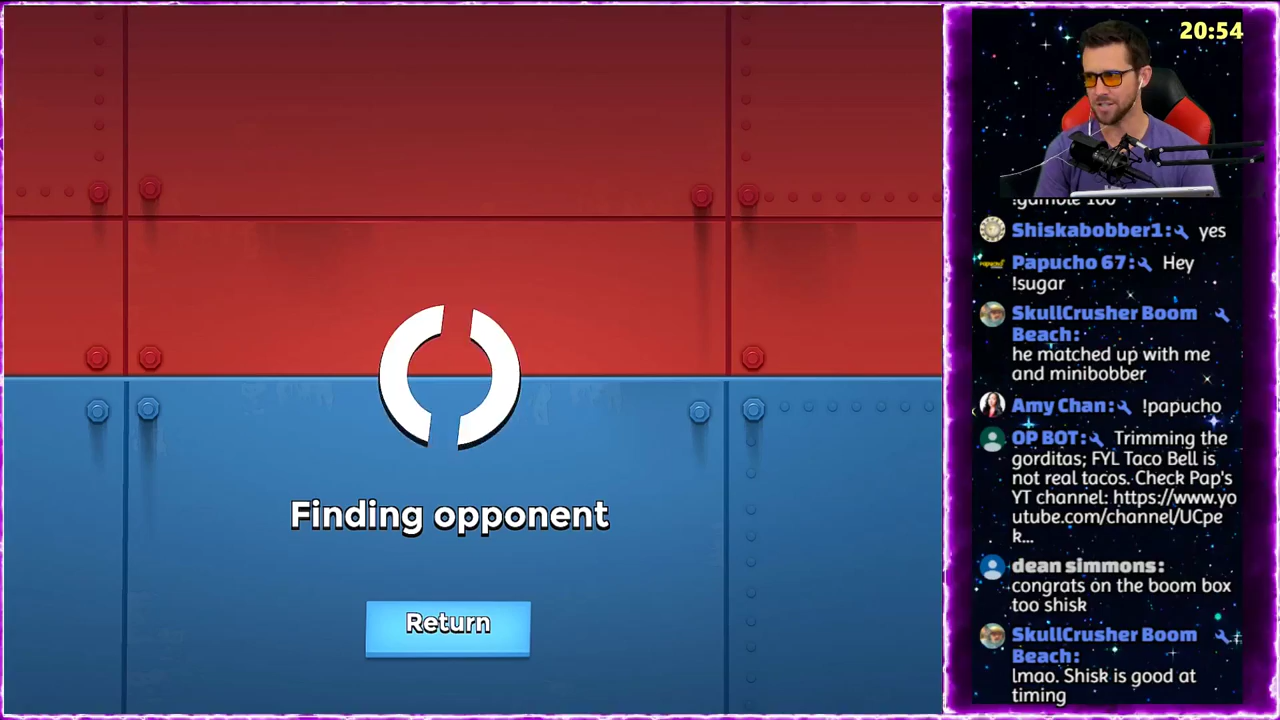 20:54
!gamble 100
Shiskabobber1: yes
Papucho 67: Hey
!sugar
SkullCrusher Boom
Beach:
he matched up with me
and minibobber
Amy Chan: !papucho
OP BOT: Trimming the
gorditas; FYL Taco Bell is
not real tacos. Check Pap's
YT channel: https://www.yo
utube.com/channel/UCpe
k...
dean simmons:
congrats on the boom box
too shisk
SkullCrusher Boom
Beach:
lmao. Shisk is good at
timing
Finding opponent
Return